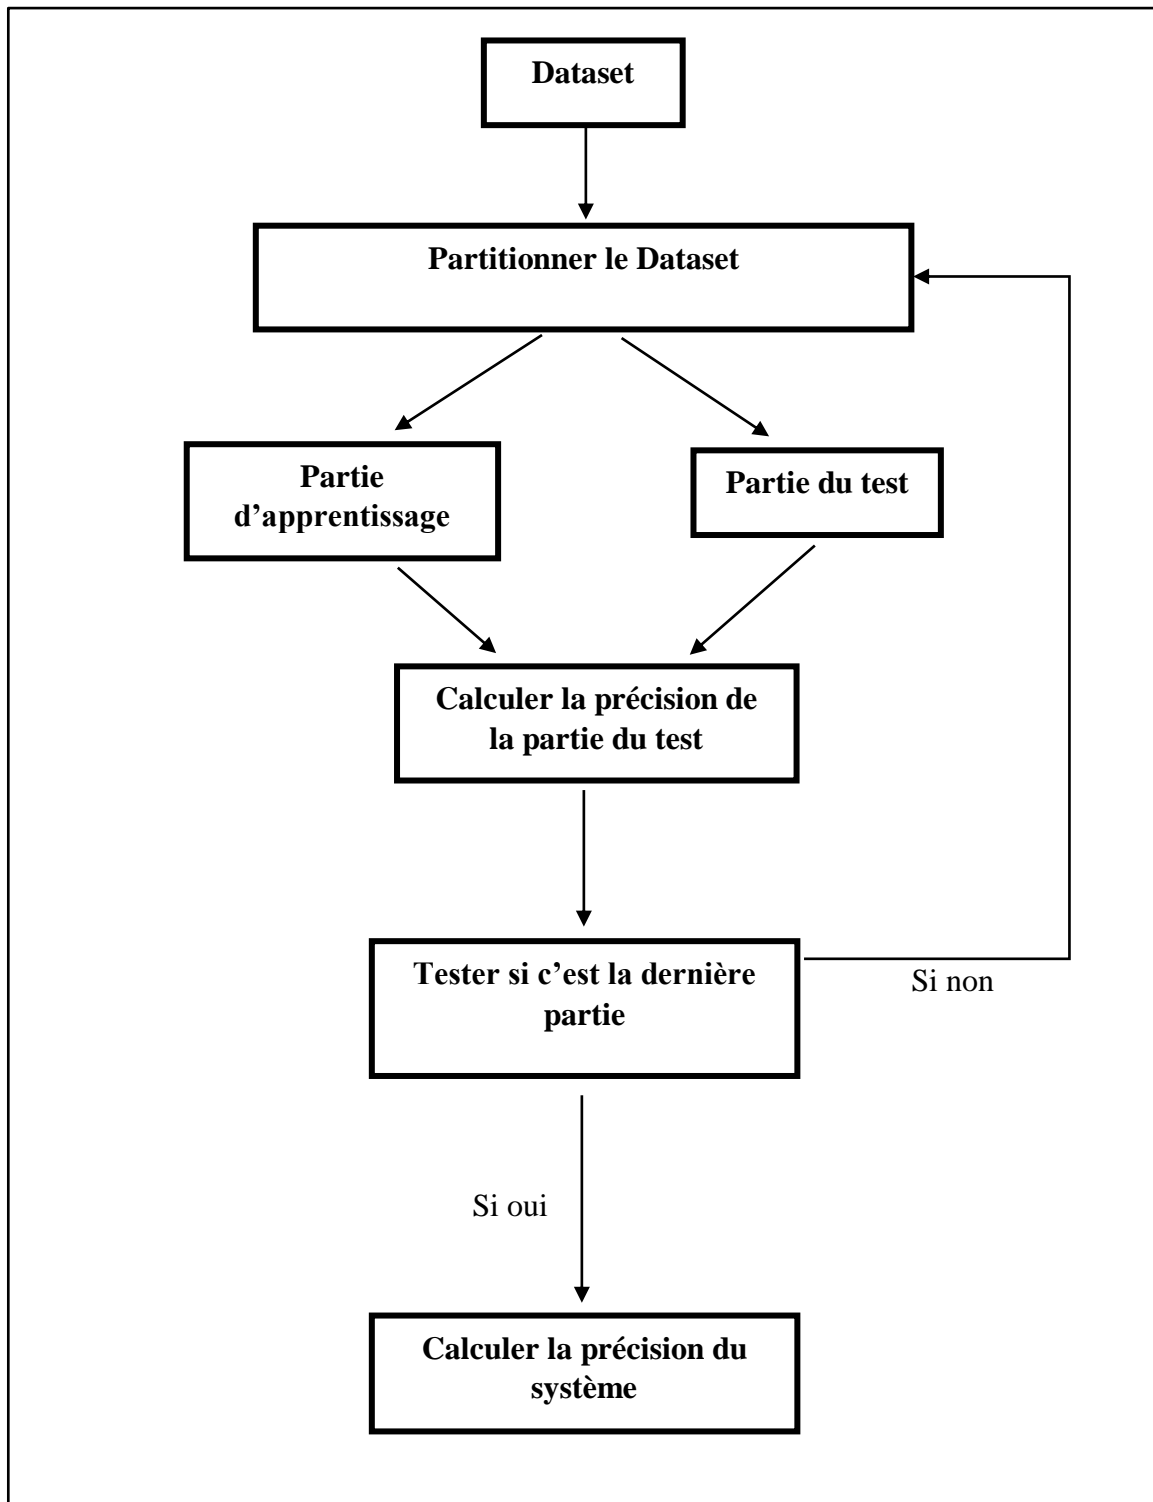 Dataset
Partitionner le Dataset
Partie
d’apprentissage
Partie du test
Calculer la précision de
la partie du test
Tester si c’est la dernière
partie
Si non
Si oui
Calculer la précision du
système